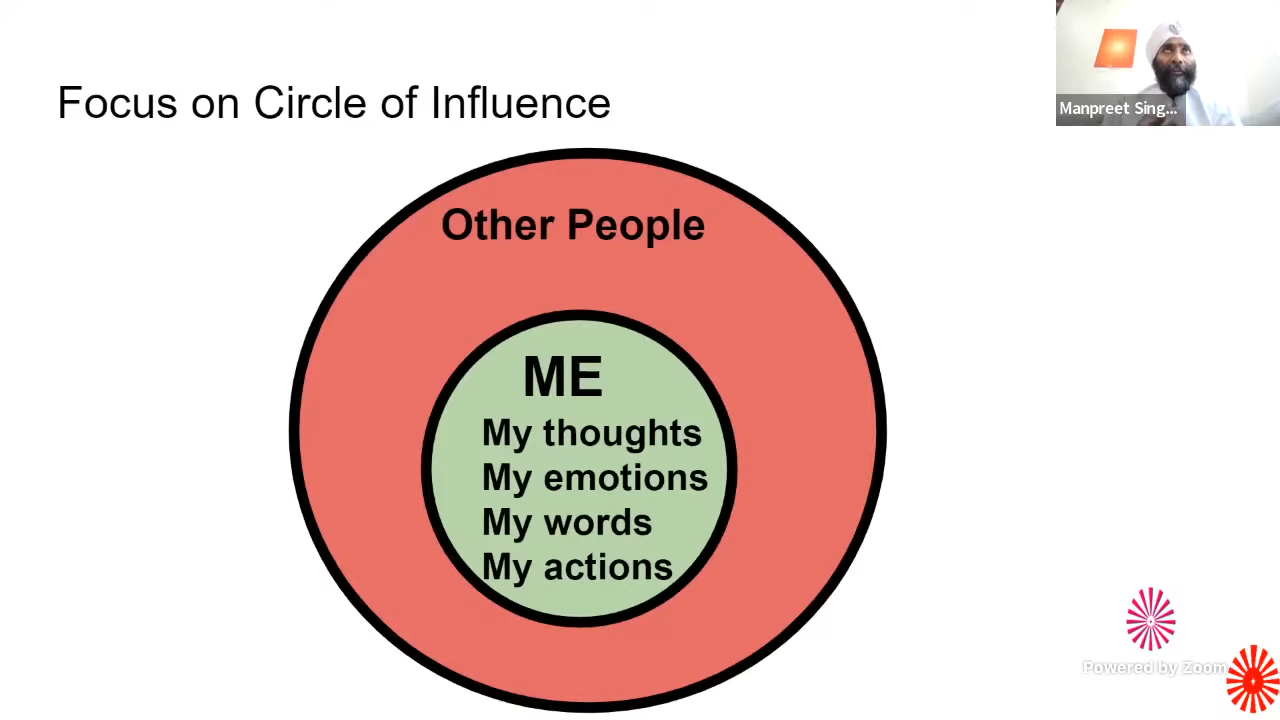 Focus on Circle of Influence
Manpreet Sing...
Other People
ME
My thoughts
My emotions
My words
My actions
Powered by Zoom